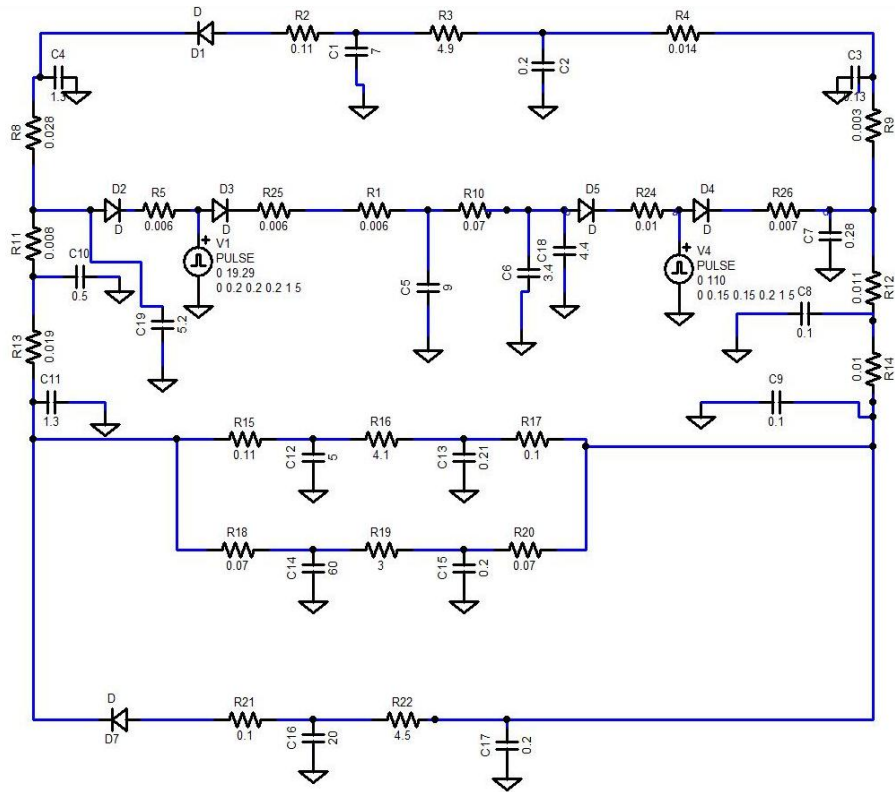 D
D1
R2
0.11
C1
7
R3
4.9
0.2
C2
R4
0.014
C4
C3
0.13
R8
0.028
R9
0.003
D2
D
R5
0.006
D3
D
R25
0.006
R1
0.006
R10
0.07
D5
D
R24
0.01
D4
D
R26
0.007
V1
PULSE
0 19.29
0 0.2 0.2 0.2 1 5
V4
PULSE
0 110
0 0.15 0.15 0.2 1 5
C18
4.4
C6
3.4
C5
9
C7
0.28
R11
0.008
C10
0.5
C19
5.2
R12
0.011
C8
0.1
R13
0.019
R14
0.01
C11
1.3
C9
0.1
R15
0.11
C12
5
R16
4.1
C13
0.21
R17
0.1
R18
0.07
C14
60
R19
3
C15
0.2
R20
0.07
D
D7
R21
0.1
C16
20
R22
4.5
C17
0.2